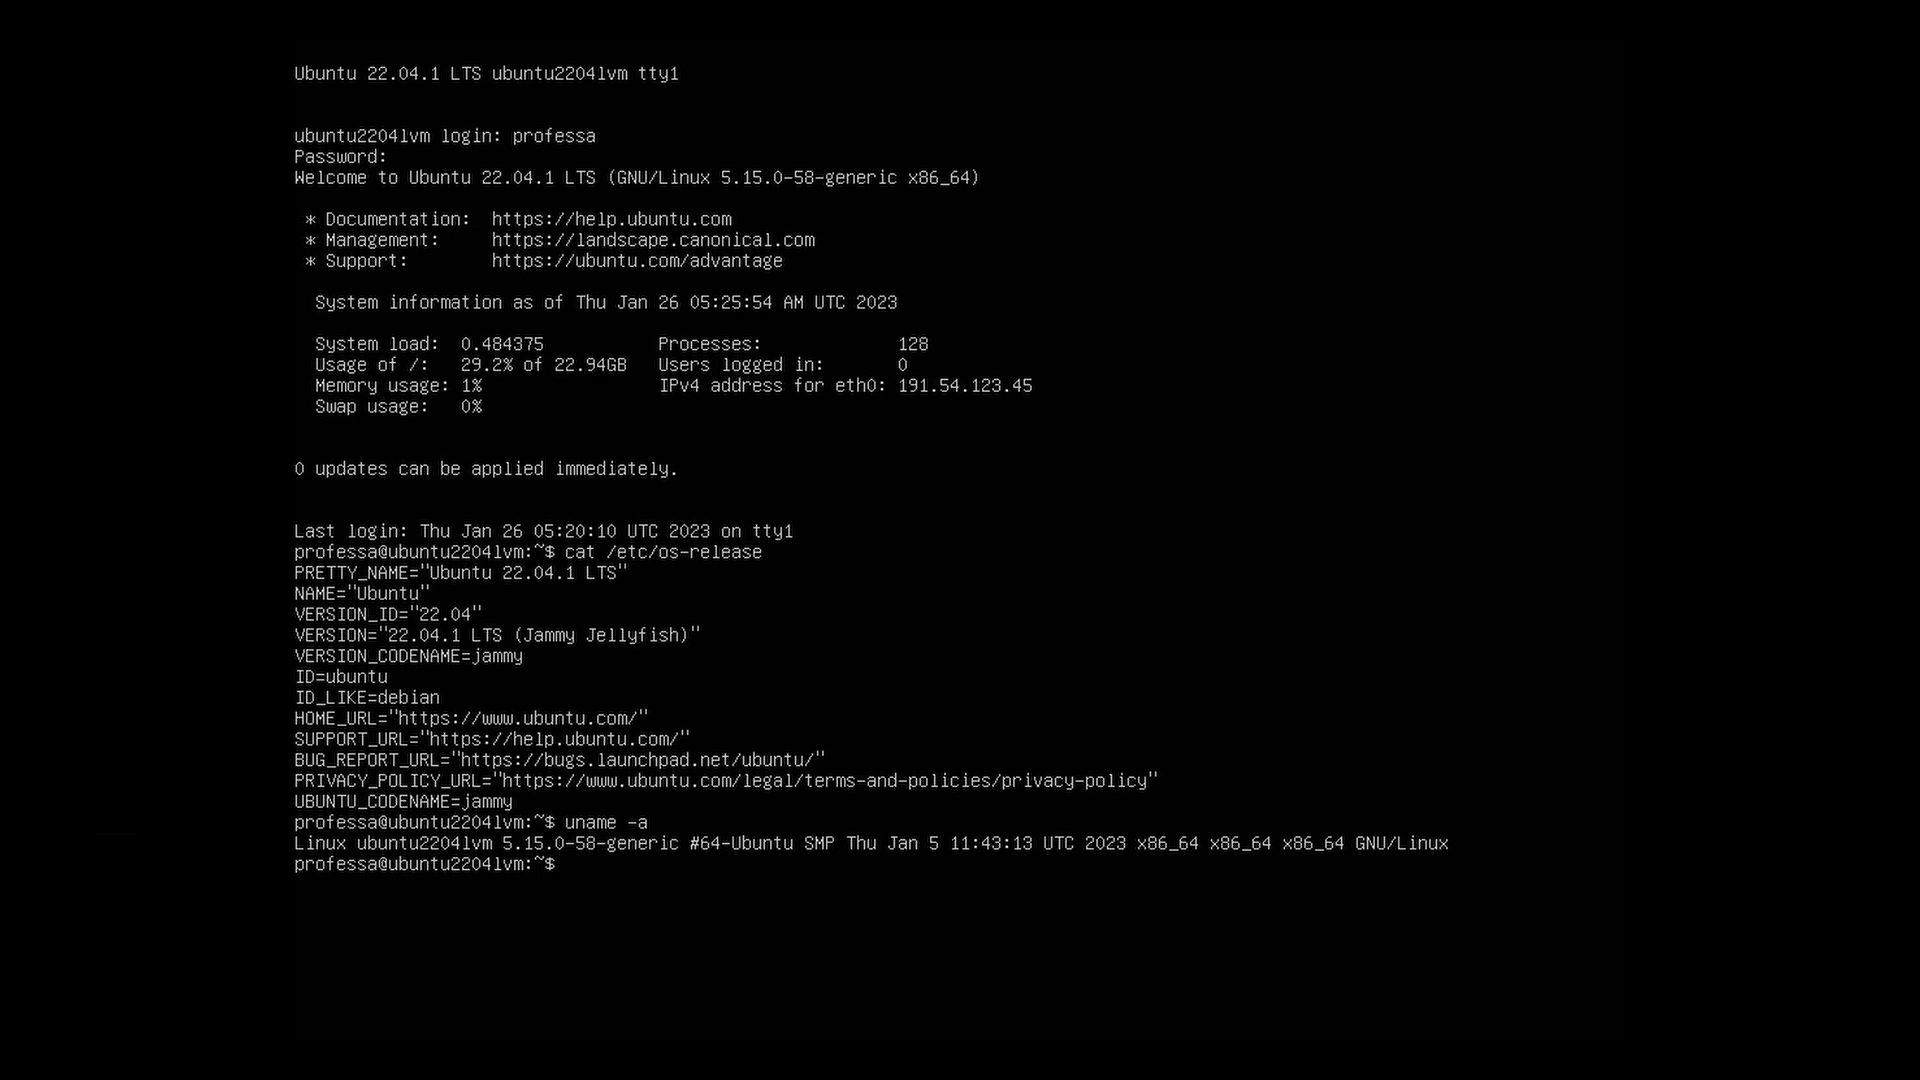 Ubuntu 22.04.1 LTS ubuntu2204lvm tty1
ubuntu2204lvm login: professa
Password:
Welcome to Ubuntu 22.04.1 LTS (GNU/Linux 5.15.0-58-generic x86_64)
* Documentation:  https://help.ubuntu.com
* Management:     https://landscape.canonical.com
* Support:        https://ubuntu.com/advantage
System information as of Thu Jan 26 05:25:54 AM UTC 2023
System load:  0.484375           Processes:             128
Usage of /:   29.2% of 22.94GB   Users logged in:       0
Memory usage: 1%                 IPv4 address for eth0: 191.54.123.45
Swap usage:   0%
0 updates can be applied immediately.
Last login: Thu Jan 26 05:20:10 UTC 2023 on tty1
professa@ubuntu2204lvm:~$ cat /etc/os-release
PRETTY_NAME="Ubuntu 22.04.1 LTS"
NAME="Ubuntu"
VERSION_ID="22.04"
VERSION="22.04.1 LTS (Jammy Jellyfish)"
VERSION_CODENAME=jammy
ID=ubuntu
ID_LIKE=debian
HOME_URL="https://www.ubuntu.com/"
SUPPORT_URL="https://help.ubuntu.com/"
BUG_REPORT_URL="https://bugs.launchpad.net/ubuntu/"
PRIVACY_POLICY_URL="https://www.ubuntu.com/legal/terms-and-policies/privacy-policy"
UBUNTU_CODENAME=jammy
professa@ubuntu2204lvm:~$ uname -a
Linux ubuntu2204lvm 5.15.0-58-generic #64-Ubuntu SMP Thu Jan 5 11:43:13 UTC 2023 x86_64 x86_64 x86_64 GNU/Linux
professa@ubuntu2204lvm:~$